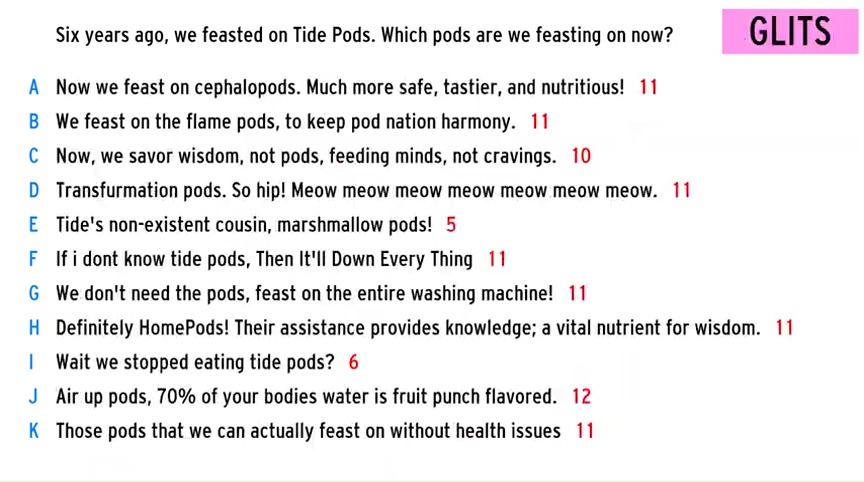 Six years ago, we feasted on Tide Pods. Which pods are we feasting on now?
GLITS
A Now we feast on cephalopods. Much more safe, tastier, and nutritious! 11
B We feast on the flame pods, to keep pod nation harmony. 11
C Now, we savor wisdom, not pods, feeding minds, not cravings. 10
D Transfurmation pods. So hip! Meow meow meow meow meow meow meow. 11
E Tide's non-existent cousin, marshmallow pods! 5
F If i dont know tide pods, Then It'll Down Every Thing 11
G We don't need the pods, feast on the entire washing machine! 11
H Definitely HomePods! Their assistance provides knowledge; a vital nutrient for wisdom. 11
I Wait we stopped eating tide pods? 6
J Air up pods, 70% of your bodies water is fruit punch flavored. 12
K Those pods that we can actually feast on without health issues 11